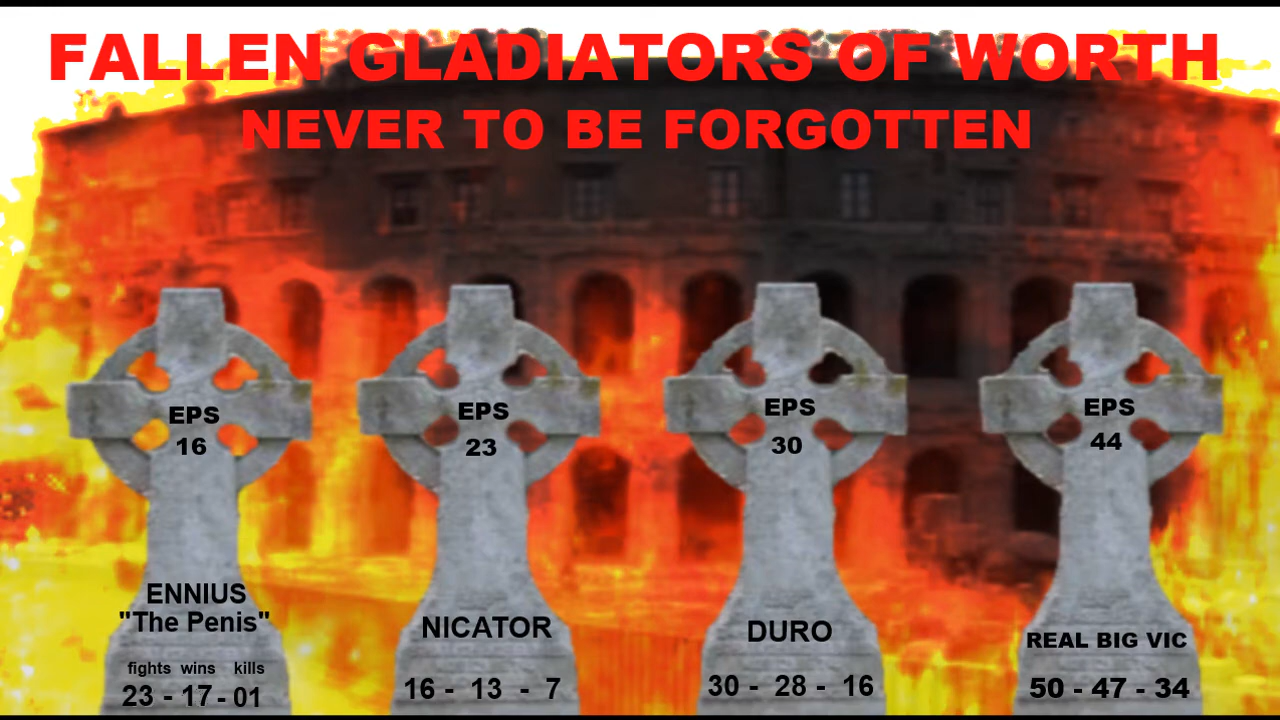 FALLEN GLADIATORS OF WORTH
NEVER TO BE FORGOTTEN
EPS
16
ENNIUS
"The Penis"
fights wins kills
23 - 17 - 01
EPS
23
NICATOR
16 - 13 - 7
EPS
30
DURO
30 - 28 - 16
EPS
44
REAL BIG VIC
50 - 47 - 34